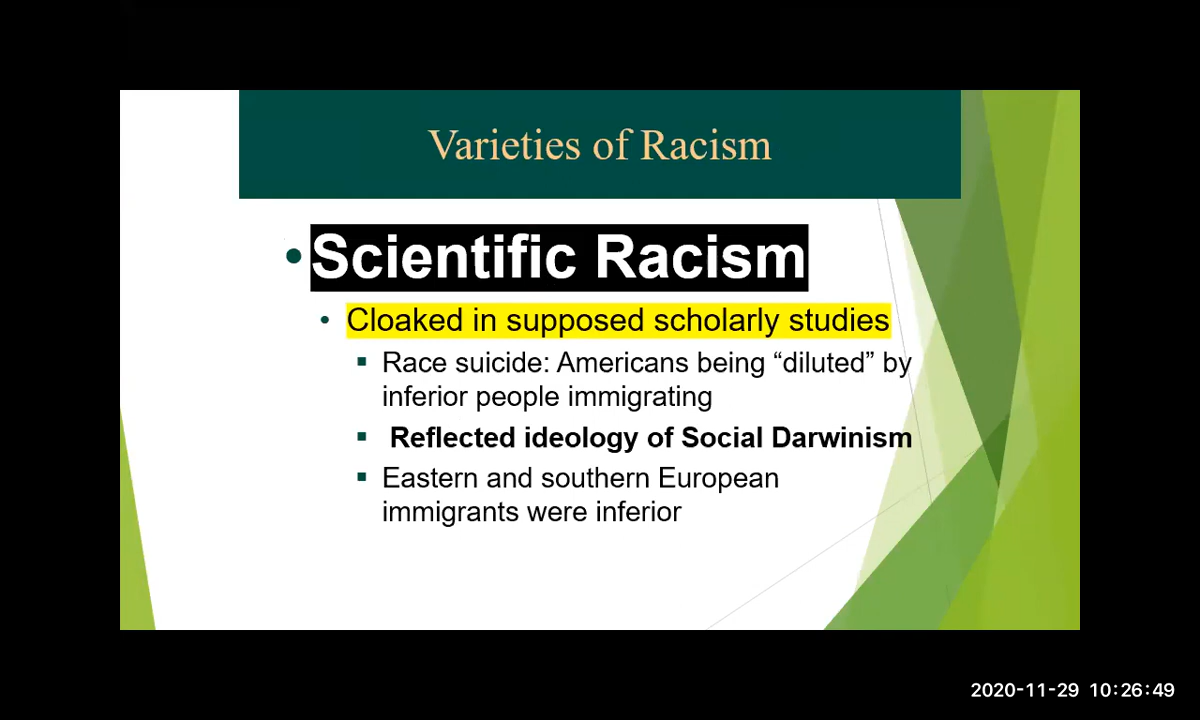 Varieties of Racism
• Scientific Racism
• Cloaked in supposed scholarly studies
▪ Race suicide: Americans being “diluted” by
inferior people immigrating
▪ Reflected ideology of Social Darwinism
▪ Eastern and southern European
immigrants were inferior
2020-11-29 10:26:49